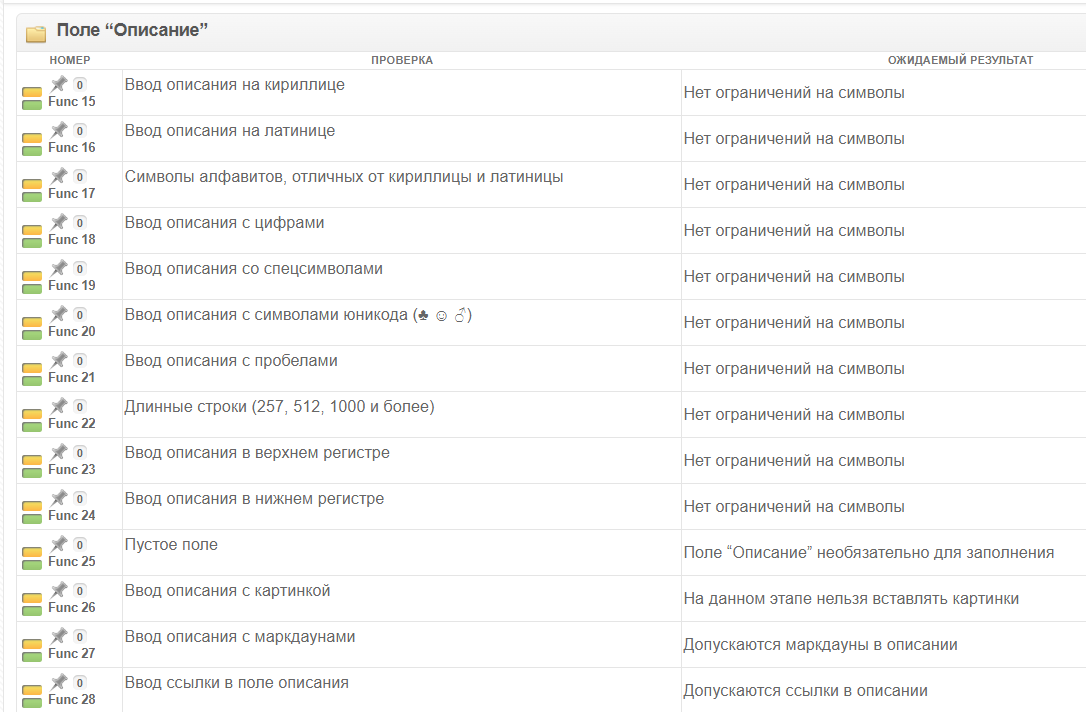 Поле “Описание”
НОМЕР ПРОВЕРКА ОЖИДАЕМЫЙ РЕЗУЛЬТАТ
0
Func 15 Ввод описания на кириллице Нет ограничений на символы
0
Func 16 Ввод описания на латинице Нет ограничений на символы
0
Func 17 Символы алфавитов, отличных от кириллицы и латиницы Нет ограничений на символы
0
Func 18 Ввод описания с цифрами Нет ограничений на символы
0
Func 19 Ввод описания со спецсимволами Нет ограничений на символы
0
Func 20 Ввод описания с символами юникода (♣ ☺ ♂) Нет ограничений на символы
0
Func 21 Ввод описания с пробелами Нет ограничений на символы
0
Func 22 Длинные строки (257, 512, 1000 и более) Нет ограничений на символы
0
Func 23 Ввод описания в верхнем регистре Нет ограничений на символы
0
Func 24 Ввод описания в нижнем регистре Нет ограничений на символы
0
Func 25 Пустое поле Поле “Описание” необязательно для заполнения
0
Func 26 Ввод описания с картинкой На данном этапе нельзя вставлять картинки
0
Func 27 Ввод описания с маркдаунами Допускаются маркдауны в описании
0
Func 28 Ввод ссылки в поле описания Допускаются ссылки в описании